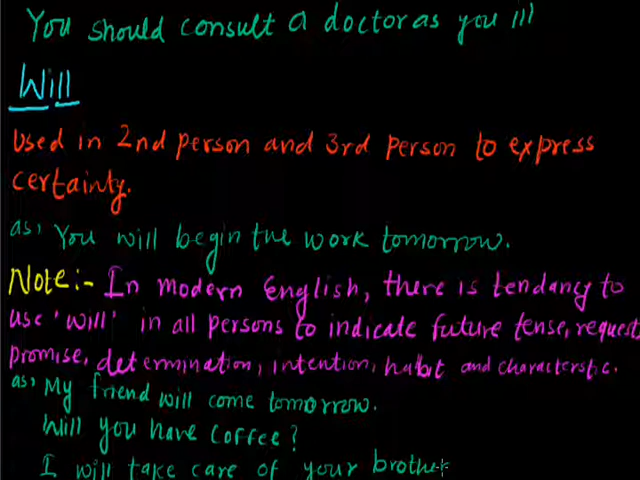 You should consult a doctor as you ill
Will
Used in 2nd person and 3rd person to express
certainty.
as, You will begin the work tomorrow.
Note:- In modern English, there is tendancy to
use 'will' in all persons to indicate future tense, request,
promise, determination, intention, habit and characterstic.
as, My friend will come tomorrow.
Will you have coffee?
I will take care of your brother